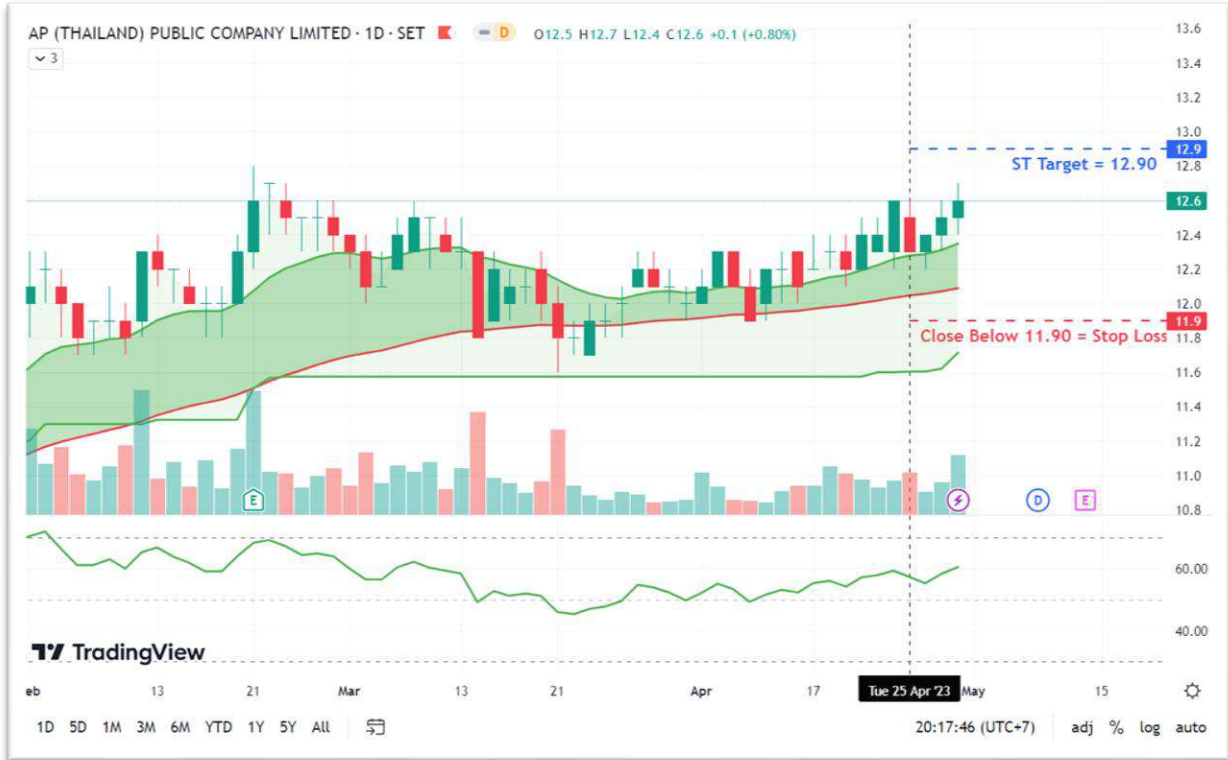 AP (THAILAND) PUBLIC COMPANY LIMITED · 1D · SET D O12.5 H12.7 L12.4 C12.6 +0.1 (+0.80%)
3
13.6
13.4
13.2
13.0
12.9
ST Target = 12.90
12.8
12.6
12.4
12.2
12.0
11.9
Close Below 11.90 = Stop Loss
11.8
11.6
11.4
11.2
11.0
E
D
E
10.8
60.00
40.00
TradingView
eb 13 21 Mar 13 21 Apr 17 Tue 25 Apr '23 May 15
1D 5D 1M 3M 6M YTD 1Y 5Y All 20:17:46 (UTC+7) adj % log auto